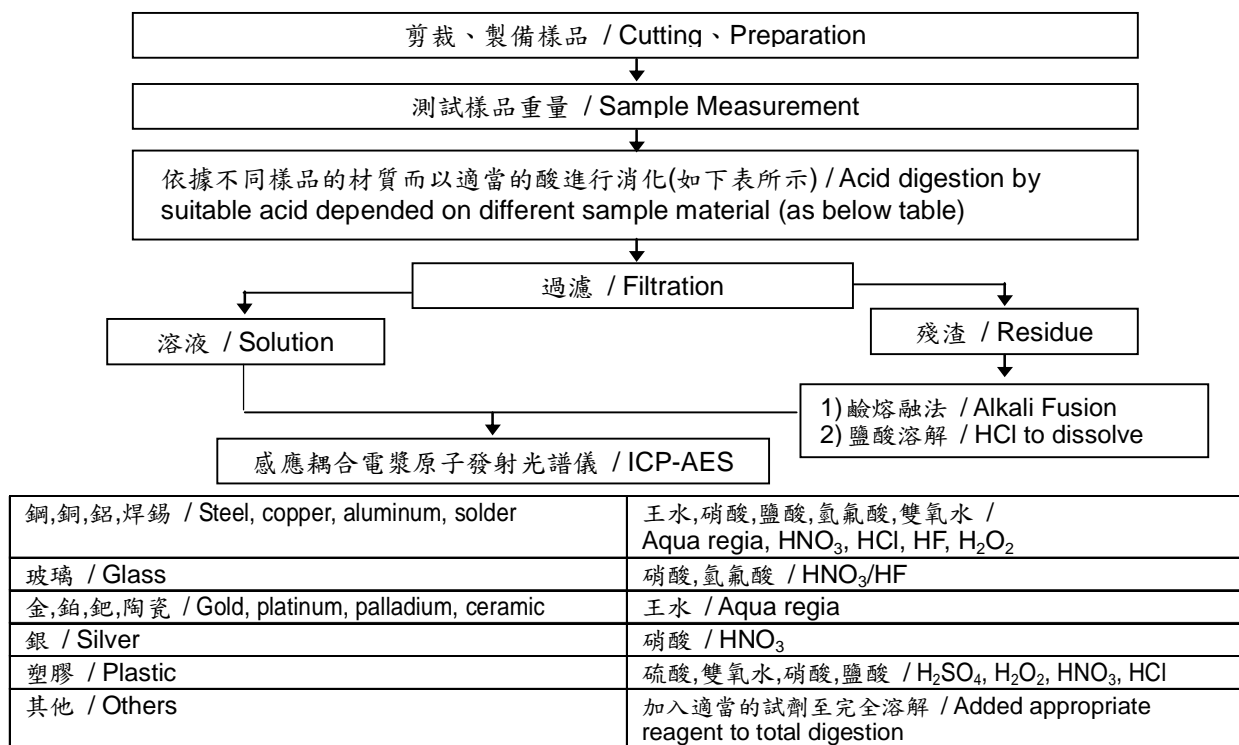 剪裁、製備樣品 / Cutting、Preparation
測試樣品重量 / Sample Measurement
依據不同樣品的材質而以適當的酸進行消化(如下表所示) / Acid digestion by
suitable acid depended on different sample material (as below table)
過濾 / Filtration
溶液 / Solution
殘渣 / Residue
1) 鹼熔融法 / Alkali Fusion
2) 鹽酸溶解 / HCl to dissolve
感應耦合電漿原子發射光譜儀 / ICP-AES
鋼,銅,鋁,焊錫 / Steel, copper, aluminum, solder
王水,硝酸,鹽酸,氫氟酸,雙氧水 /
Aqua regia, HNO₃, HCl, HF, H₂O₂
玻璃 / Glass
硝酸,氫氟酸 / HNO₃/HF
金,鉑,鈀,陶瓷 / Gold, platinum, palladium, ceramic
王水 / Aqua regia
銀 / Silver
硝酸 / HNO₃
塑膠 / Plastic
硫酸,雙氧水,硝酸,鹽酸 / H₂SO₄, H₂O₂, HNO₃, HCl
其他 / Others
加入適當的試劑至完全溶解 / Added appropriate
reagent to total digestion